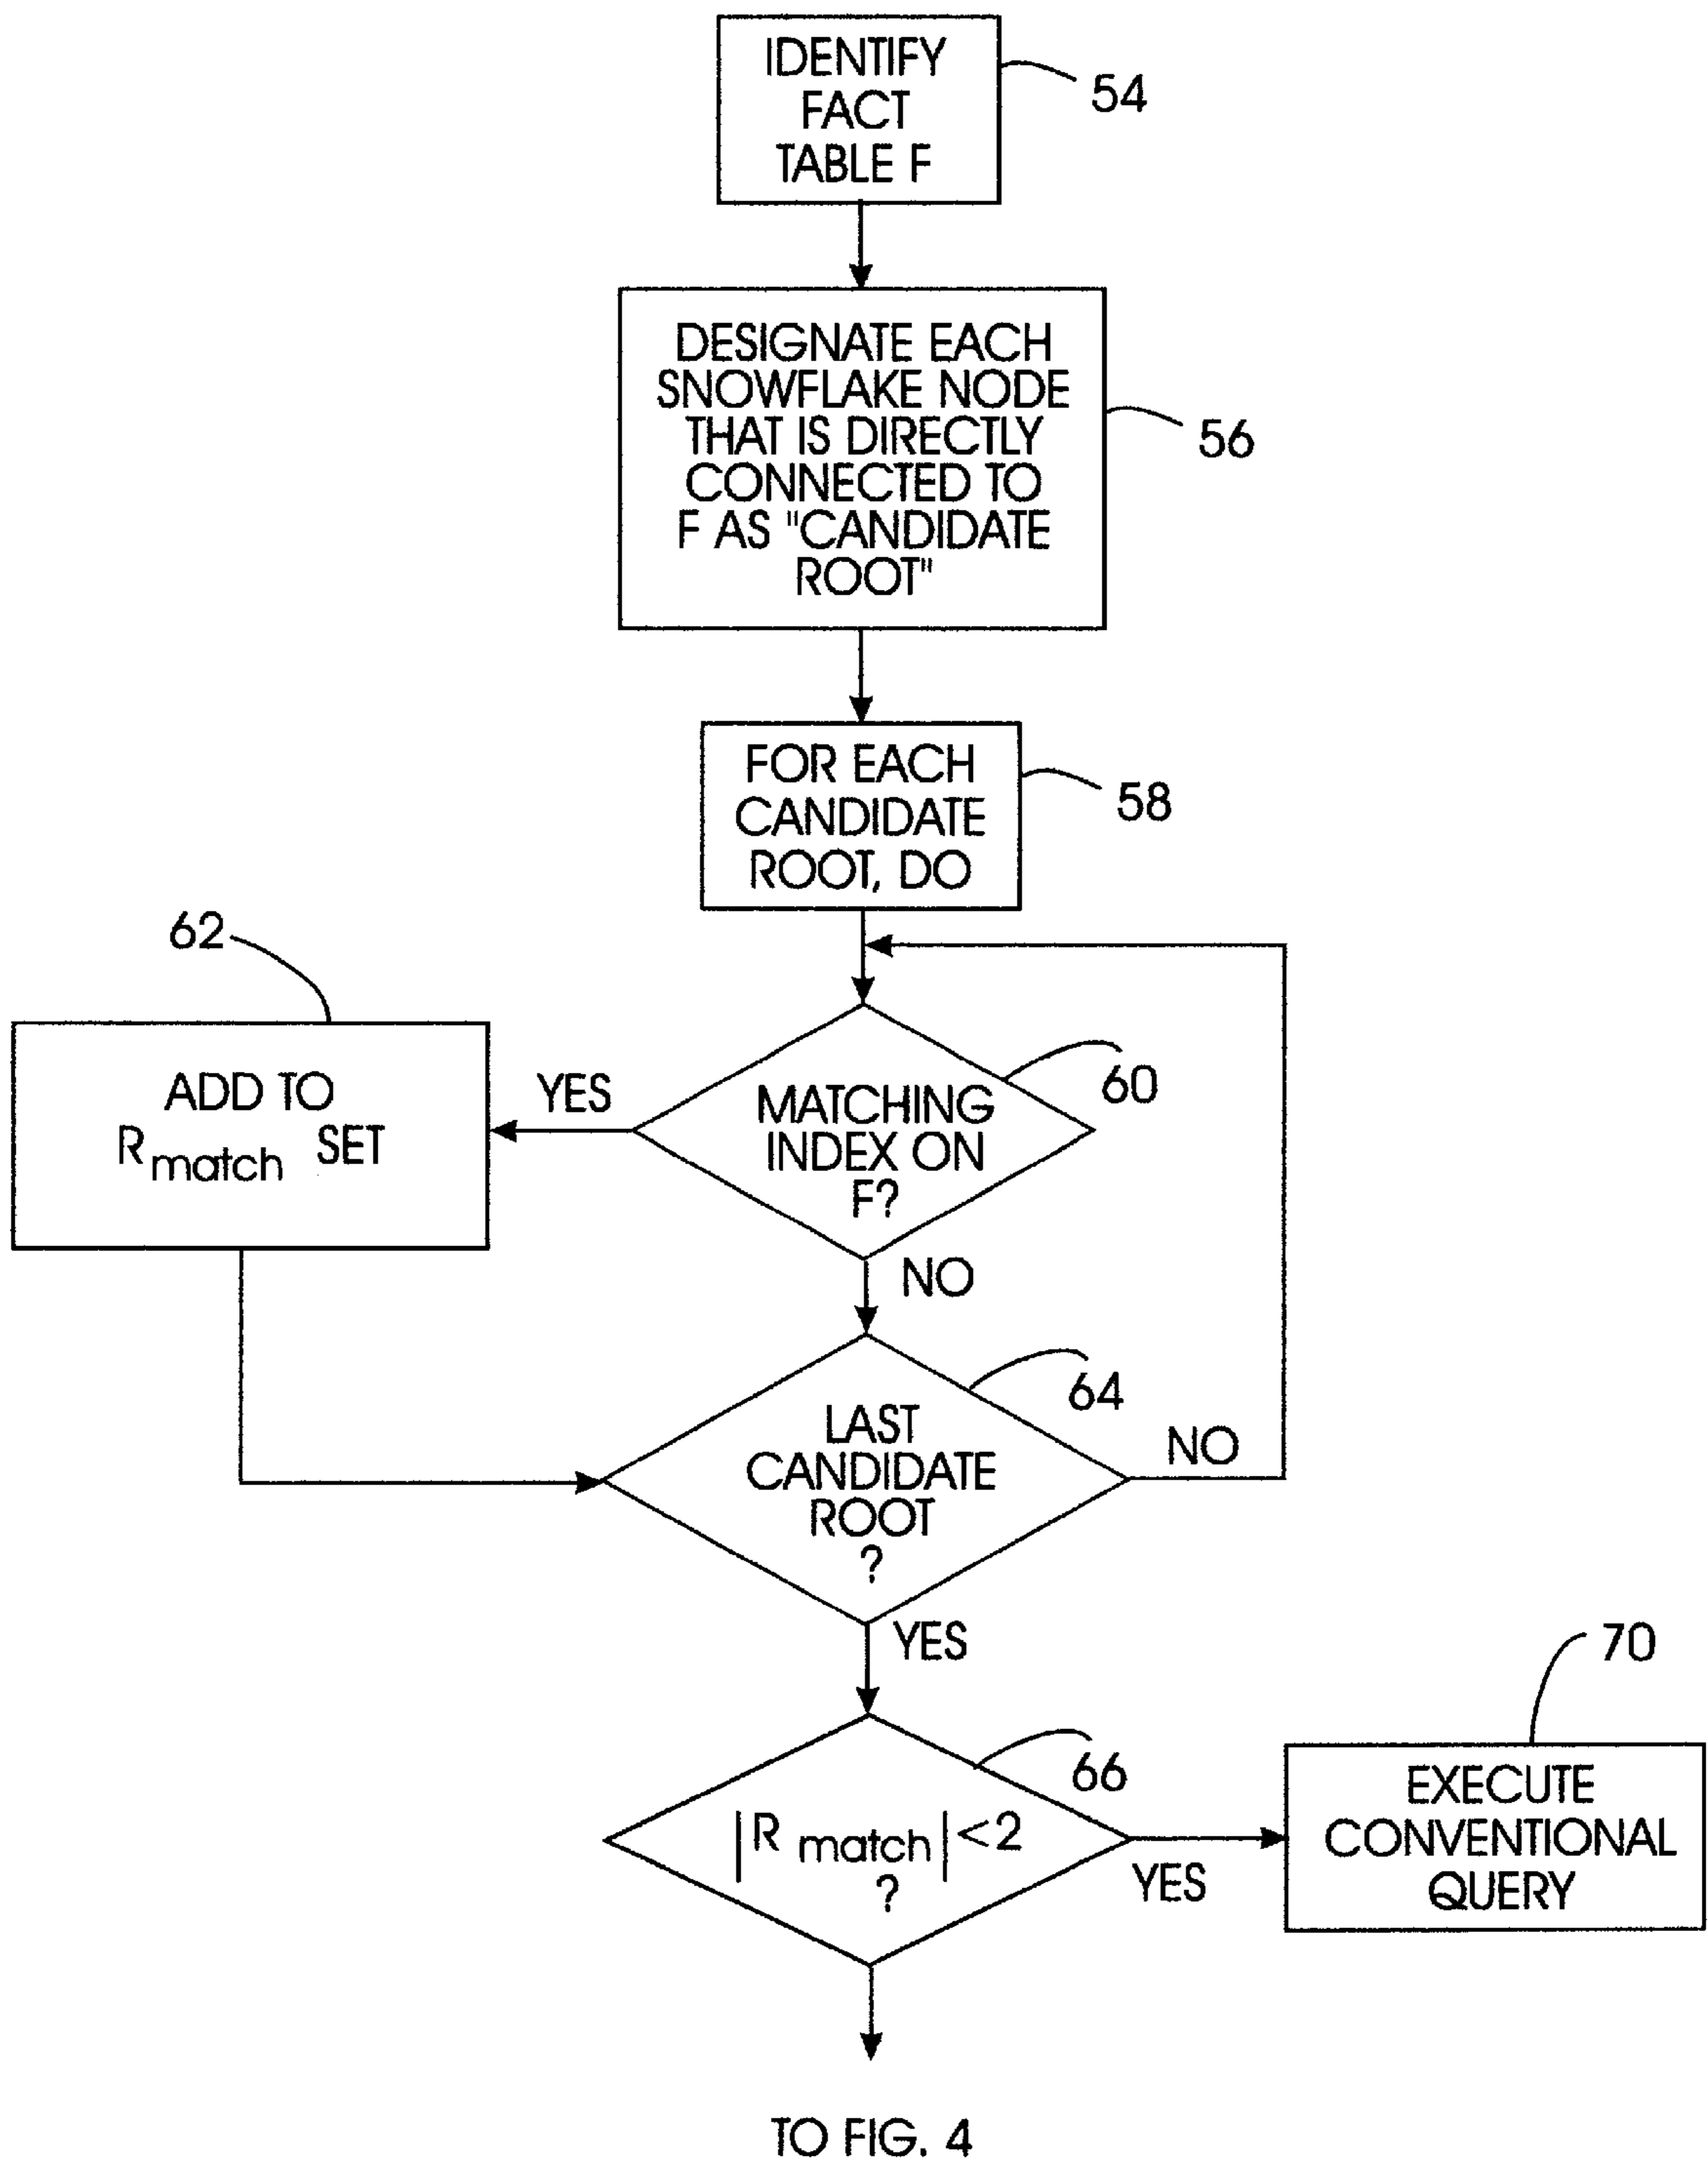 IDENTIFY
FACT
TABLE F
54
DESIGNATE EACH
SNOWFLAKE NODE
THAT IS DIRECTLY
CONNECTED TO
F AS "CANDIDATE
ROOT"
56
FOR EACH
CANDIDATE
ROOT, DO
58
62
ADD TO
Rmatch SET
YES
MATCHING
INDEX ON
F?
60
NO
LAST
CANDIDATE
ROOT
?
64
NO
YES
|R match|<2
?
66
YES
70
EXECUTE
CONVENTIONAL
QUERY
TO FIG. 4